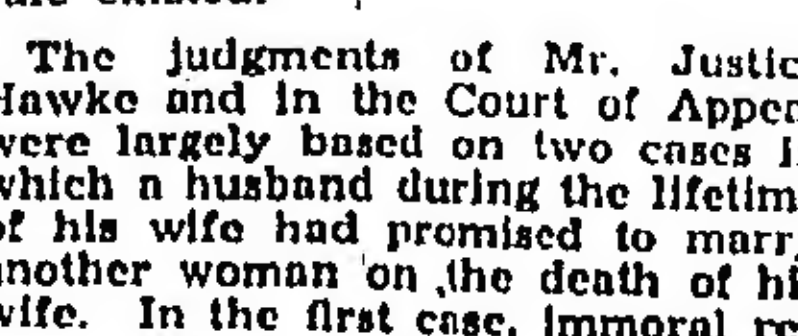 The judgments of Mr. Justic
Hawke and in the Court of Appea
were largely based on two cases i
which a husband during the lifetim
of his wife had promised to marr
another woman on the death of hi
wife. In the first case, immoral